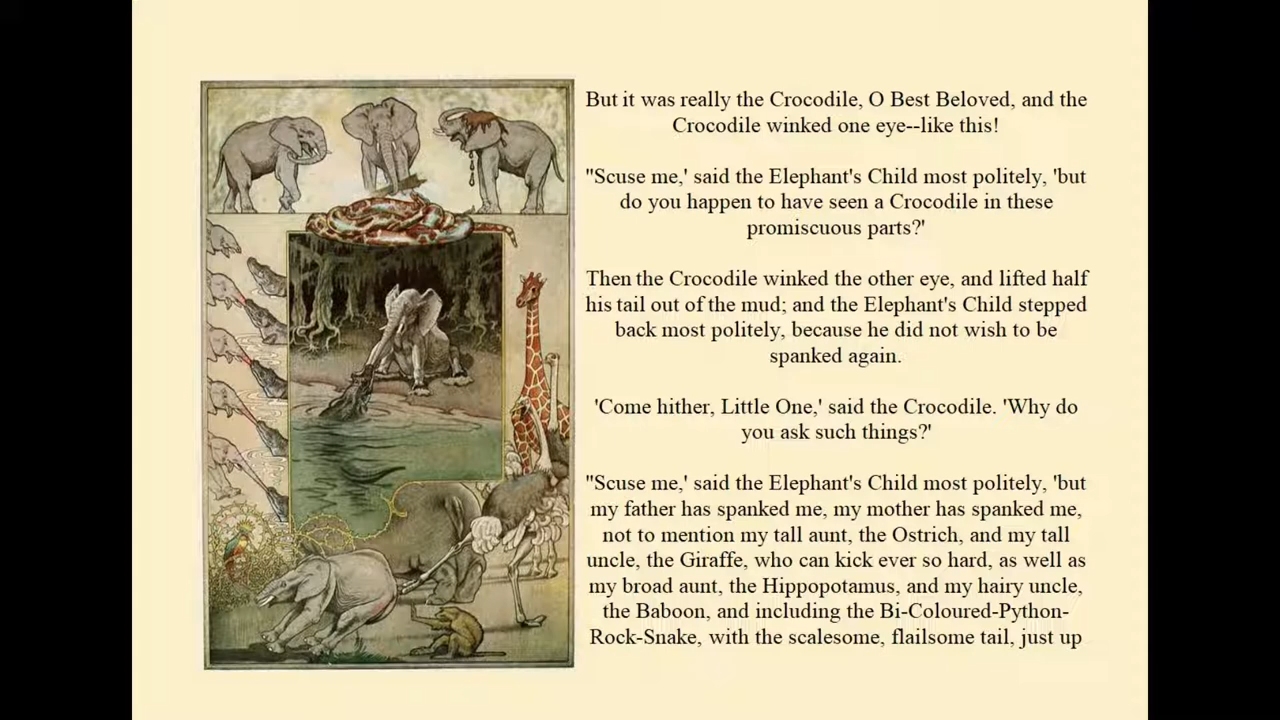 But it was really the Crocodile, O Best Beloved, and the
Crocodile winked one eye--like this!
"Scuse me,' said the Elephant's Child most politely, 'but
do you happen to have seen a Crocodile in these
promiscuous parts?'
Then the Crocodile winked the other eye, and lifted half
his tail out of the mud; and the Elephant's Child stepped
back most politely, because he did not wish to be
spanked again.
'Come hither, Little One,' said the Crocodile. 'Why do
you ask such things?'
"Scuse me,' said the Elephant's Child most politely, 'but
my father has spanked me, my mother has spanked me,
not to mention my tall aunt, the Ostrich, and my tall
uncle, the Giraffe, who can kick ever so hard, as well as
my broad aunt, the Hippopotamus, and my hairy uncle,
the Baboon, and including the Bi-Coloured-Python-
Rock-Snake, with the scalesome, flailsome tail, just up